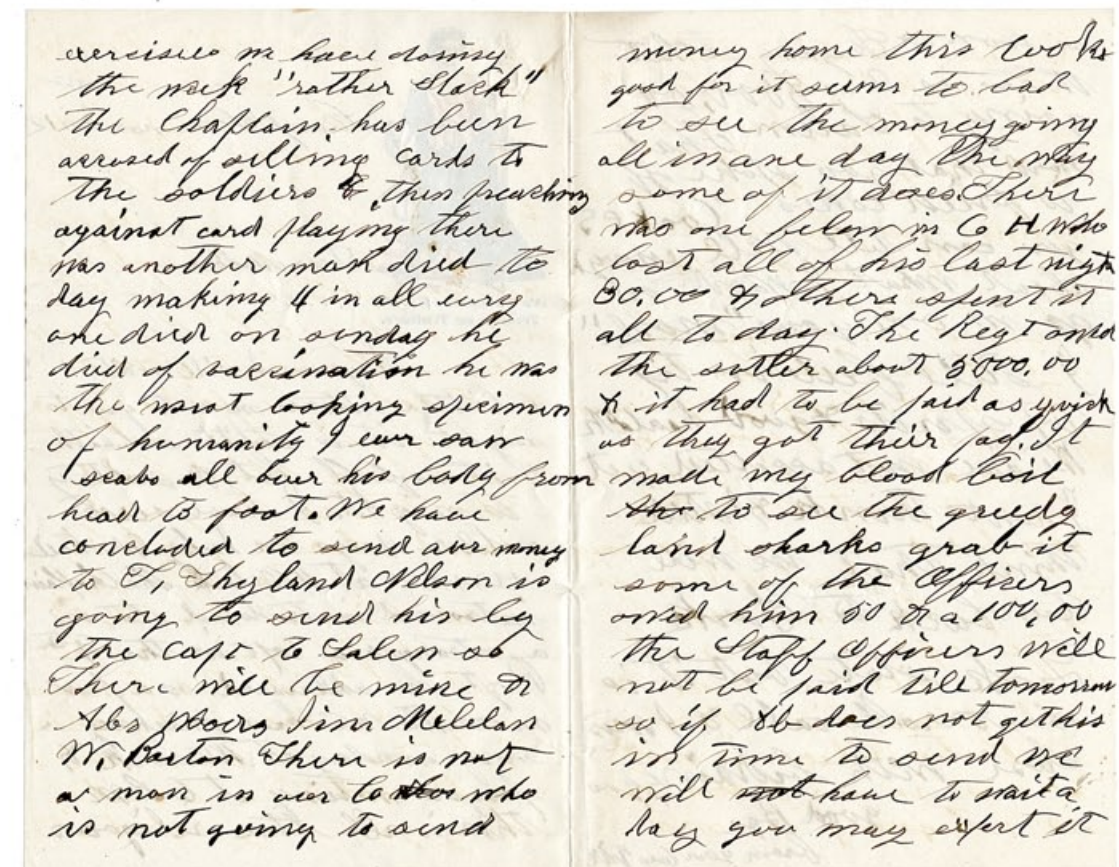 exercises we have doing
the week "rather Slack"
the Chaplain. has been
accused of selling cards to
the soldiers & then preaching
against card playing there
was another man died to
day making 4 in all
one died on sunday he
died of vaccination he was
the worst looking specimen
of humanity I ever saw
scabs all over his body from
head to foot. We have
concluded to send our money
to T, Nelson is
going to send his by
the Capt to Salem so
There will be mine &
Abs Jim
W, Barton There is not
a man in our Co who
is not going to send
money home this looks
good for it seems to bad
to see the money going
all in one day the way
some of it does. There
was one felow in Co H who
lost all of his last night
30.00 & others spent it
all to day. The Regt owed
the sutler about 5000.00
& it had to be paid as quick
as they got their pay. It
made my blood boil
to see the greedy
land sharks grab it
some of the Officers
owed him 50 & a 100,00
the Staff Officers will
not be paid till tomorrow
so if Ab does not get his
in time to send we
will not have to wait a
day you may expect it